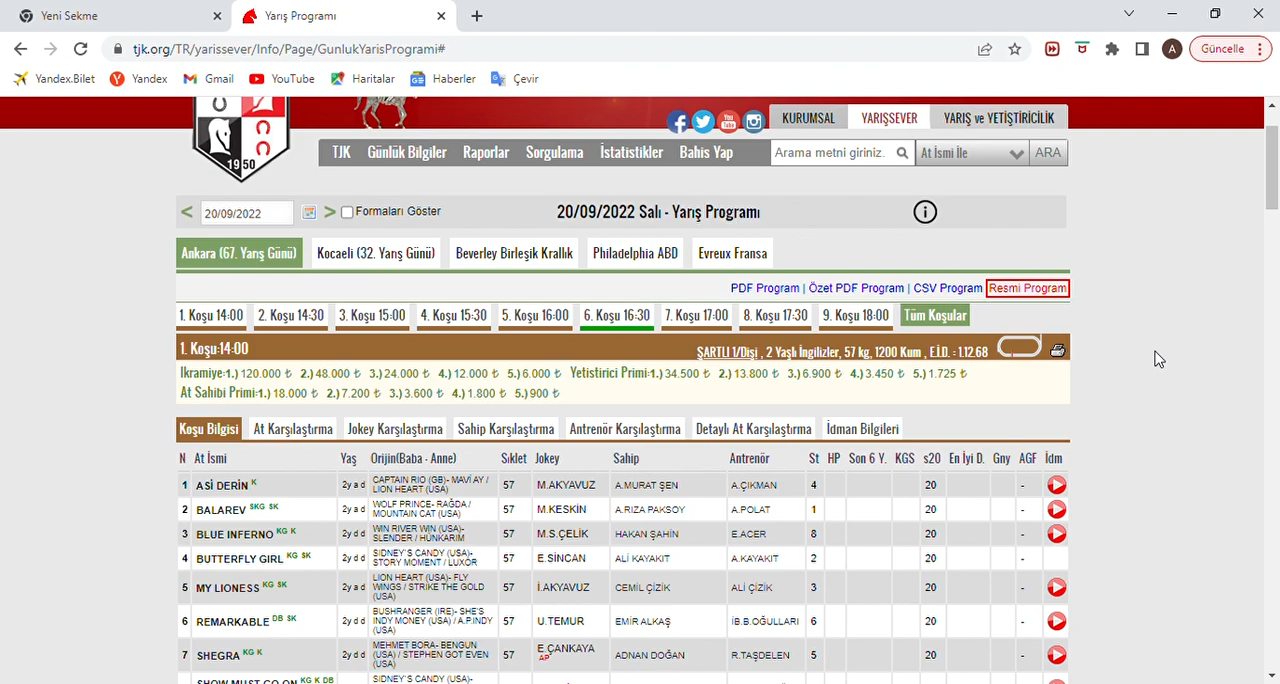 Yeni Sekme
Yarış Programı
tjk.org/TR/yarissever/Info/Page/GunlukYarisProgrami#
A
Güncelle
Yandex.Bilet
Yandex
Gmail
YouTube
Haritalar
Haberler
Çevir
1950
KURUMSAL YARIŞSEVER YARIŞ ve YETİŞTİRİCİLİK
TJK Günlük Bilgiler Raporlar Sorgulama İstatistikler Bahis Yap Arama metni giriniz. At İsmi İle ARA
< 20/09/2022 > Formaları Göster 20/09/2022 Salı - Yarış Programı
Ankara (67. Yarış Günü) Kocaeli (32. Yarış Günü) Beverley Birleşik Krallık Philadelphia ABD Evreux Fransa
PDF Program | Özet PDF Program | CSV Program Resmi Program
1. Koşu 14:00 2. Koşu 14:30 3. Koşu 15:00 4. Koşu 15:30 5. Koşu 16:00 6. Koşu 16:30 7. Koşu 17:00 8. Koşu 17:30 9. Koşu 18:00 Tüm Koşular
1. Koşu:14:00 ŞARTLI 1/Dişi , 2 Yaşlı İngilizler, 57 kg, 1200 Kum , E.İ.D. : 1.12.68
Ikramiye:1.) 120.000 ₺ 2.) 48.000 ₺ 3.) 24.000 ₺ 4.) 12.000 ₺ 5.) 6.000 ₺ Yetistirici Primi:1.) 34.500 ₺ 2.) 13.800 ₺ 3.) 6.900 ₺ 4.) 3.450 ₺ 5.) 1.725 ₺
At Sahibi Primi:1.) 18.000 ₺ 2.) 7.200 ₺ 3.) 3.600 ₺ 4.) 1.800 ₺ 5.) 900 ₺
Koşu Bilgisi At Karşılaştırma Jokey Karşılaştırma Sahip Karşılaştırma Antrenör Karşılaştırma Detaylı At Karşılaştırma İdman Bilgileri
N At İsmi Yaş Orijin(Baba - Anne) Sıklet Jokey Sahip Antrenör St HP Son 6 Y. KGS s20 En İyi D. Gny AGF İdm
1 ASİ DERİN K 2y a d CAPTAIN RIO (GB)- MAVİ AY / LION HEART (USA) 57 M.AKYAVUZ A.MURAT ŞEN A.ÇIKMAN 4 20 -
2 BALAREV SKG SK 2y a d WOLF PRINCE- RAĞDA / MOUNTAIN CAT (USA) 57 M.KESKİN A.RIZA PAKSOY A.POLAT 1 20 -
3 BLUE INFERNO KG K 2y d d WIN RIVER WIN (USA)- SLENDER / HÜNKARIM 57 M.S.ÇELİK HAKAN ŞAHİN E.ACER 8 20 -
4 BUTTERFLY GIRL KG SK 2y d d SIDNEY'S CANDY (USA)- STORY MOMENT / LUXOR 57 E.SİNCAN ALİ KAYAKIT A.KAYAKIT 2 20 -
5 MY LIONESS KG SK 2y a d LION HEART (USA)- FLY WINGS / STRIKE THE GOLD (USA) 57 İ.AKYAVUZ CEMİL ÇİZİK ALİ ÇİZİK 3 20 -
6 REMARKABLE DB SK 2y d d BUSHRANGER (IRE)- SHE'S INDY MONEY (USA) / A.P.INDY (USA) 57 U.TEMUR EMİR ALKAŞ İB.B.OĞULLARI 6 20 -
7 SHEGRA KG K 2y d d MEHMET BORA- BENGUN (USA) / STEPHEN GOT EVEN (USA) 57 E.ÇANKAYA AP ADNAN DOĞAN R.TAŞDELEN 5 20 -
SHOW MUST GO ON KG K DB SIDNEY'S CANDY (USA)-